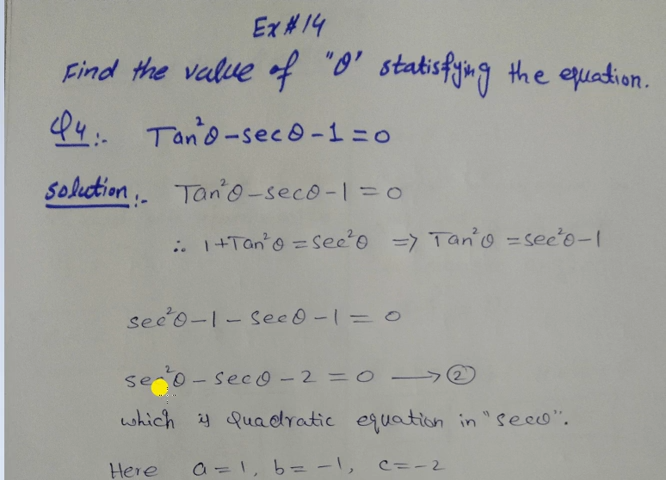 Ex # 14
Find the value of "θ" statisfying the equation.
Q4:- Tan²θ - secθ - 1 = 0
Solution:- Tan²θ - secθ - 1 = 0
∴ 1 + Tan²θ = sec²θ => Tan²θ = sec²θ - 1
sec²θ - 1 - secθ - 1 = 0
sec²θ - secθ - 2 = 0 → ②
which is Quadratic equation in "secθ".
Here a = 1, b = -1, c = -2